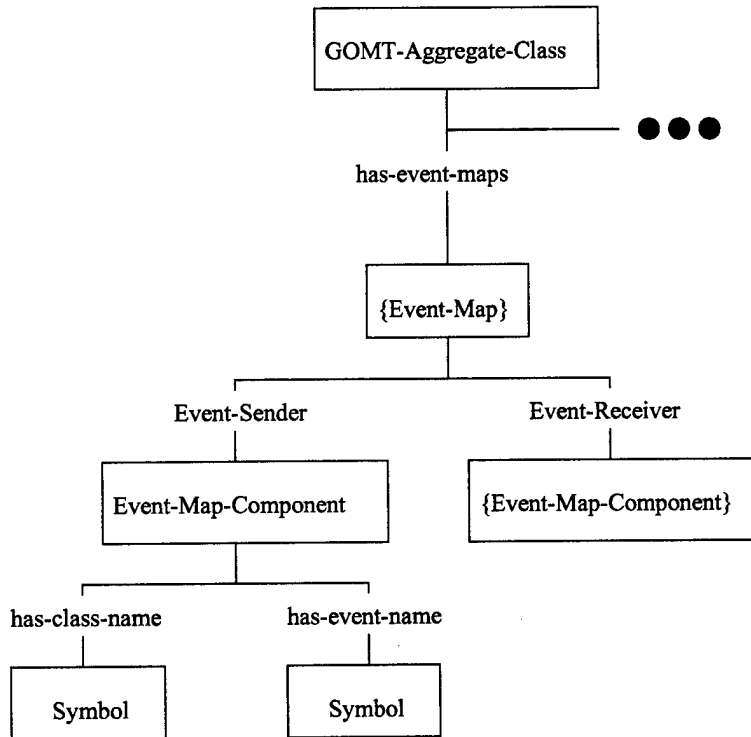 GOMT-Aggregate-Class
has-event-maps
{Event-Map}
Event-Sender
Event-Receiver
Event-Map-Component
{Event-Map-Component}
has-class-name
has-event-name
Symbol
Symbol